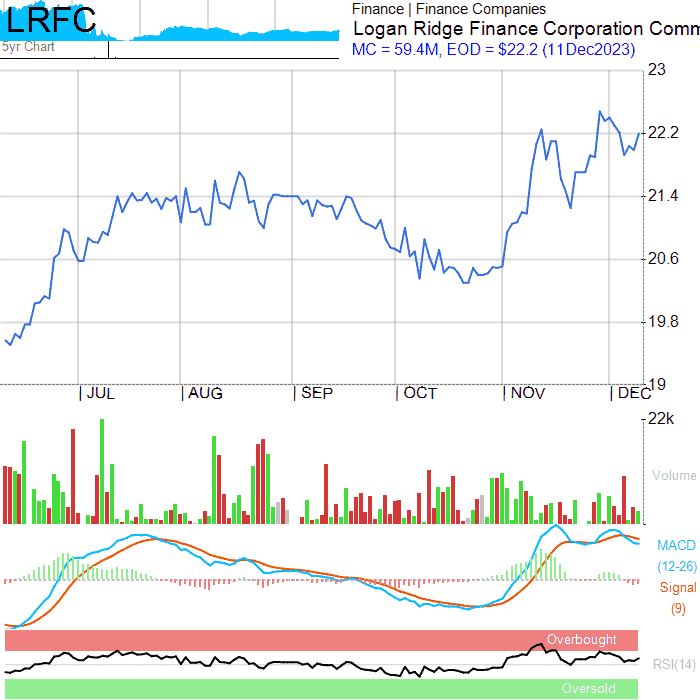 LRFC
5yr Chart
Finance | Finance Companies
Logan Ridge Finance Corporation Comm
MC = 59.4M, EOD = $22.2 (11Dec2023)
23
22.2
21.4
20.6
19.8
19
JUL AUG SEP OCT NOV DEC
22k
Volume
MACD
(12-26)
Signal
(9)
Overbought
RSI(14)
Oversold